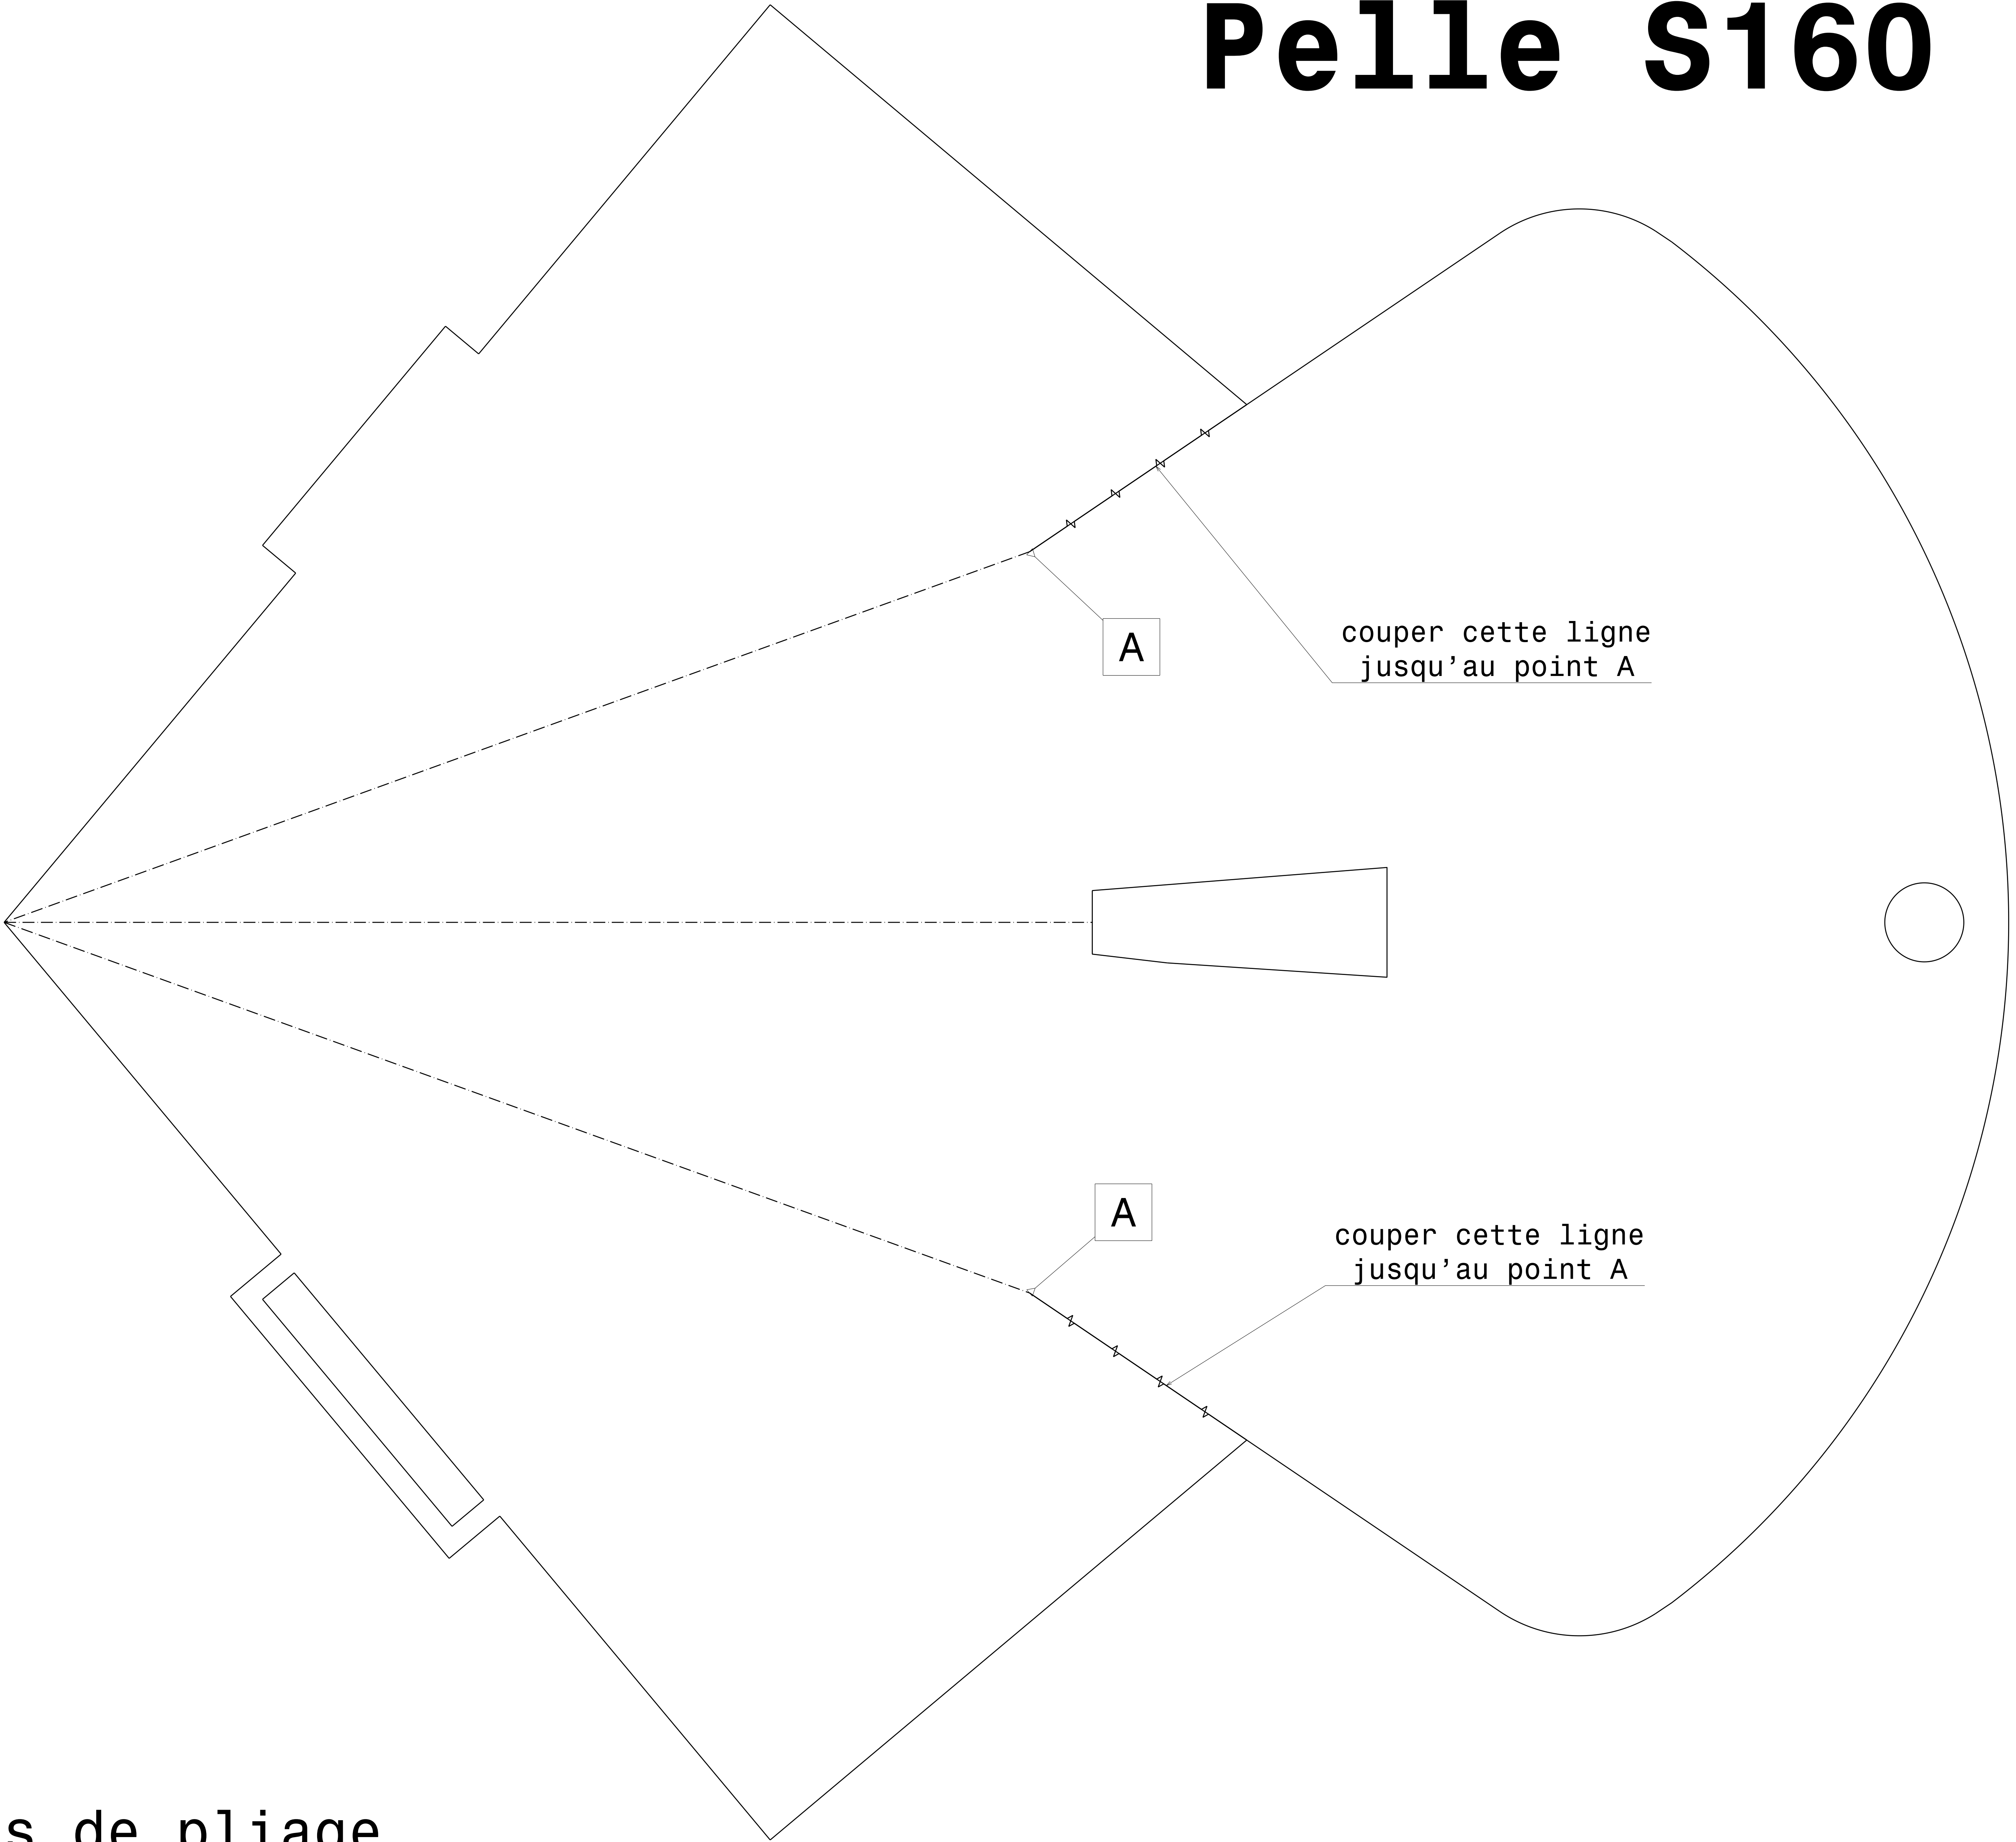 Pelle S160
A
couper cette ligne
jusqu’au point A
A
couper cette ligne
jusqu’au point A
s de pliage